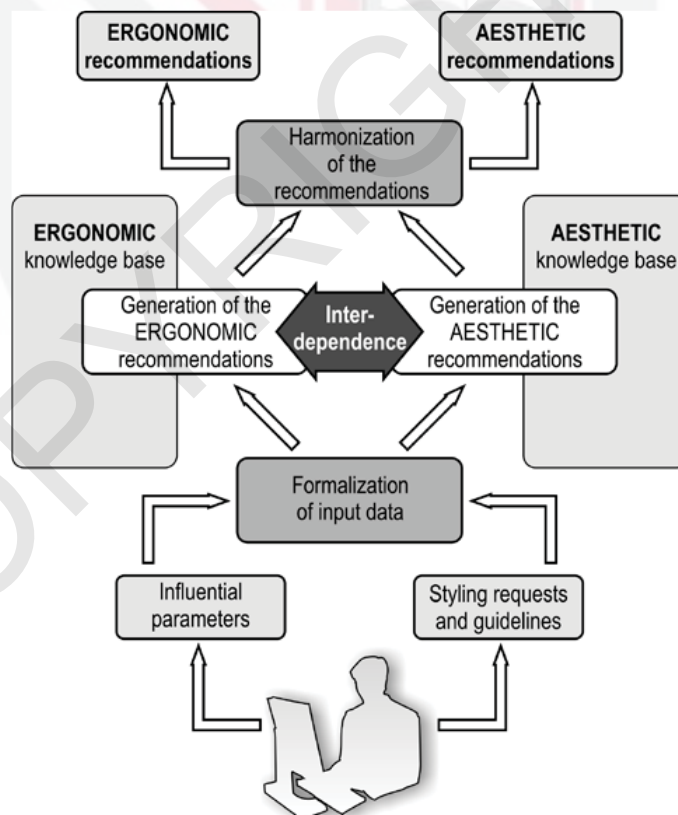 ERGONOMIC
recommendations
AESTHETIC
recommendations
Harmonization
of the
recommendations
ERGONOMIC
knowledge base
AESTHETIC
knowledge base
Generation of the
ERGONOMIC
recommendations
Inter-
dependence
Generation of the
AESTHETIC
recommendations
Formalization
of input data
Influential
parameters
Styling requests
and guidelines
COPYRIGH